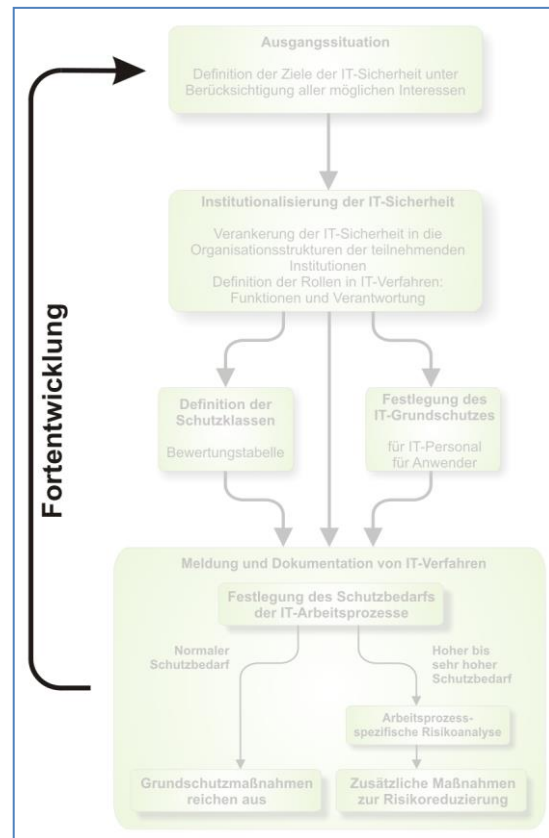 Ausgangssituation
Definition der Ziele der IT-Sicherheit unter
Berücksichtigung aller möglichen Interessen
Institutionalisierung der IT-Sicherheit
Verankerung der IT-Sicherheit in die
Organisationsstrukturen der teilnehmenden
Institutionen
Definition der Rollen in IT-Verfahren:
Funktionen und Verantwortung
Fortentwicklung
Definition der
Schutzklassen
Bewertungstabelle
Festlegung des
IT-Grundschutzes
für IT-Personal
für Anwender
Meldung und Dokumentation von IT-Verfahren
Festlegung des Schutzbedarfs
der IT-Arbeitsprozesse
Normaler
Schutzbedarf
Hoher bis
sehr hoher
Schutzbedarf
Arbeitsprozess-
spezifische Risikoanalyse
Grundschutzmaßnahmen
reichen aus
Zusätzliche Maßnahmen
zur Risikoreduzierung